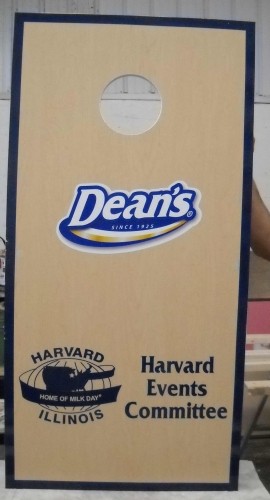 Dean's®
SINCE 1925
HARVARD
HOME OF MILK DAY®
ILLINOIS
Harvard
Events
Committee